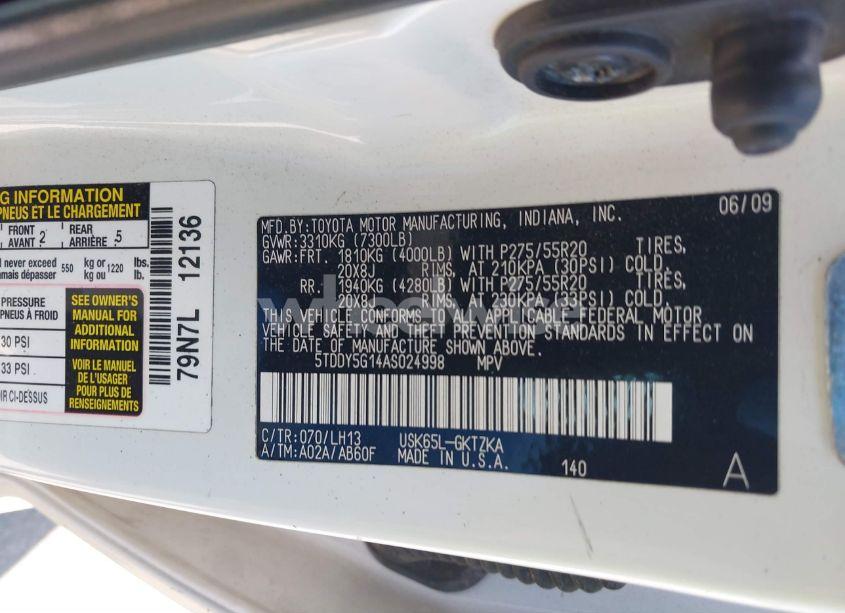 G INFORMATION
PNEUS ET LE CHARGEMENT
FRONT
AVANT 2
REAR
ARRIÈRE 5
d never exceed
amais dépasser
550 kg or 1220 lbs.
kg ou lb.
PRESSURE
PNEUS À FROID
30 PSI
33 PSI
IR CI-DESSUS
SEE OWNER'S
MANUAL FOR
ADDITIONAL
INFORMATION
VOIR LE MANUEL
DE L'USAGER
POUR PLUS DE
RENSEIGNEMENTS
79N7L 12136
MFD.BY:TOYOTA MOTOR MANUFACTURING, INDIANA, INC. 06/09
GVWR:3310KG (7300LB)
GAWR:FRT. 1810KG (4000LB) WITH P275/55R20 TIRES,
20X8J RIMS, AT 210KPA (30PSI) COLD.
RR. 1940KG (4280LB) WITH P275/55R20 TIRES,
20X8J RIMS, AT 230KPA (33PSI) COLD.
THIS VEHICLE CONFORMS TO ALL APPLICABLE FEDERAL MOTOR
VEHICLE SAFETY AND THEFT PREVENTION STANDARDS IN EFFECT ON
THE DATE OF MANUFACTURE SHOWN ABOVE.
5TDDY5G14AS024998 MPV
C/TR:070/LH13 USK65L-GKTZKA
A/TM:A02A/AB60F MADE IN U.S.A. 140 A